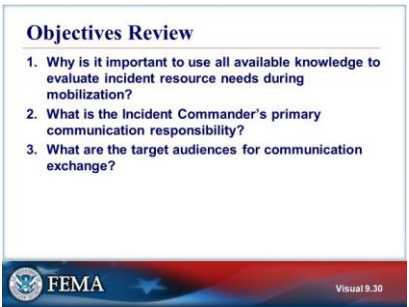 Objectives Review
1. Why is it important to use all available knowledge to
evaluate incident resource needs during
mobilization?
2. What is the Incident Commander's primary
communication responsibility?
3. What are the target audiences for communication
exchange?
FEMA
Visual 9.30